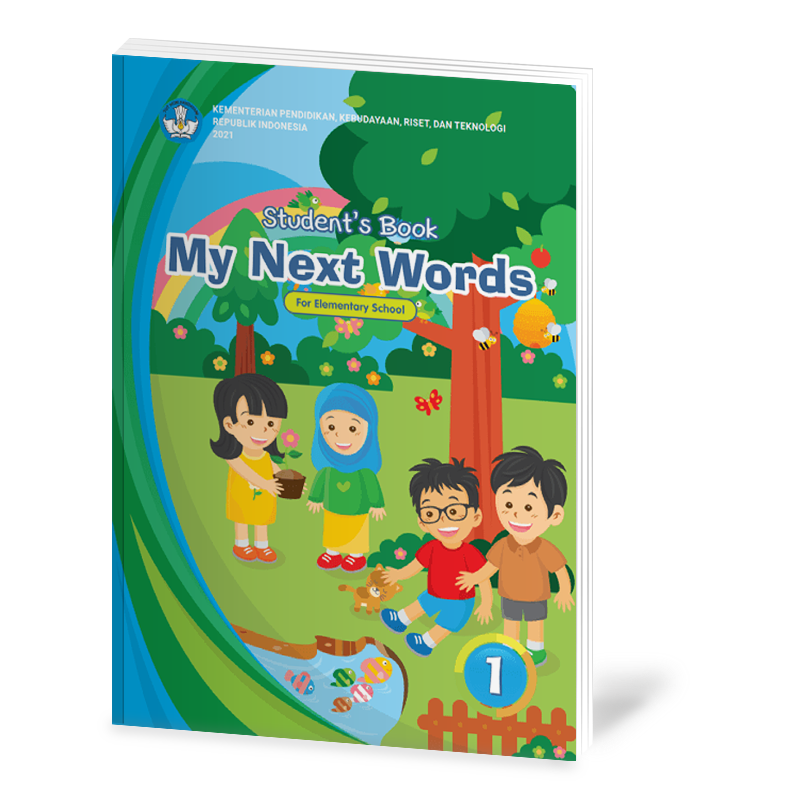 KEMENTERIAN PENDIDIKAN, KEBUDAYAAN, RISET, DAN TEKNOLOGI
REPUBLIK INDONESIA
2021
Student's Book
My Next Words
For Elementary School
1